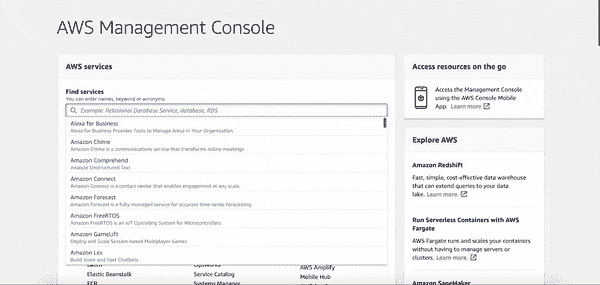 AWS Management Console
AWS services
Find services
You can enter names, keyword or acronyms.
Example: Relational Database Service, database, RDS
Alexa for Business
Alexa for Business Provides Tools to Manage Alexa in Your Organization
Amazon Chime
Amazon Chime is a communications service that transforms online meetings
Amazon Comprehend
Analyze Unstructured Text
Amazon Connect
Amazon Connect is a contact center that enables engagement at any scale.
Amazon Forecast
Amazon Forecast is a fully-managed service for accurate time-series forecasting
Amazon FreeRTOS
Amazon FreeRTOS is an IoT Operating System for Microcontrollers
Amazon GameLift
Deploy and Scale Session-based Multiplayer Games
Amazon Lex
Build Voice and Text Chatbots
AWS Amplify
Elastic Beanstalk Service Catalog Mobile Hub
ECR Systems Manager
Access resources on the go
Access the Management Console
using the AWS Console Mobile
App. Learn more
Explore AWS
Amazon Redshift
Fast, simple, cost-effective data warehouse
that can extend queries to your data
lake. Learn more.
Run Serverless Containers with AWS
Fargate
AWS Fargate runs and scales your containers
without having to manage servers or
clusters. Learn more.
Amazon SageMaker